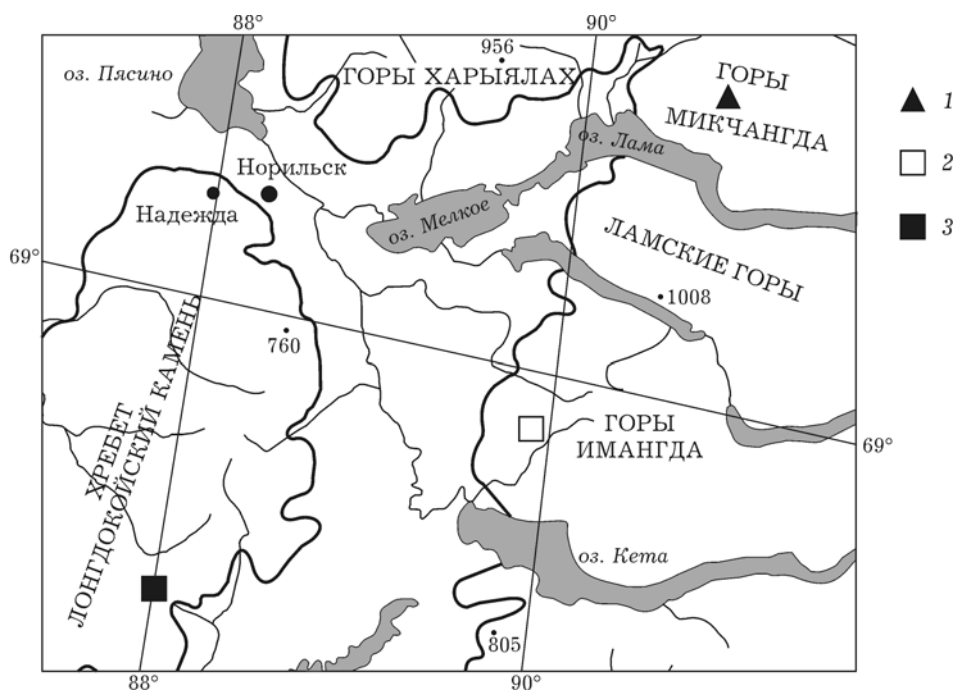 88°
90°
956
оз. Пясино
ГОРЫ ХАРЫЯЛАХ
ГОРЫ
МИКЧАНГДА
1
оз. Лама
2
Норильск
Надежда
оз. Мелкое
3
ЛАМСКИЕ ГОРЫ
69°
1008
760
ХРЕБЕТ
ЛОНГДОКОЙСКИЙ КАМЕНЬ
ГОРЫ
ИМАНГДА
69°
оз. Кета
805
88°
90°